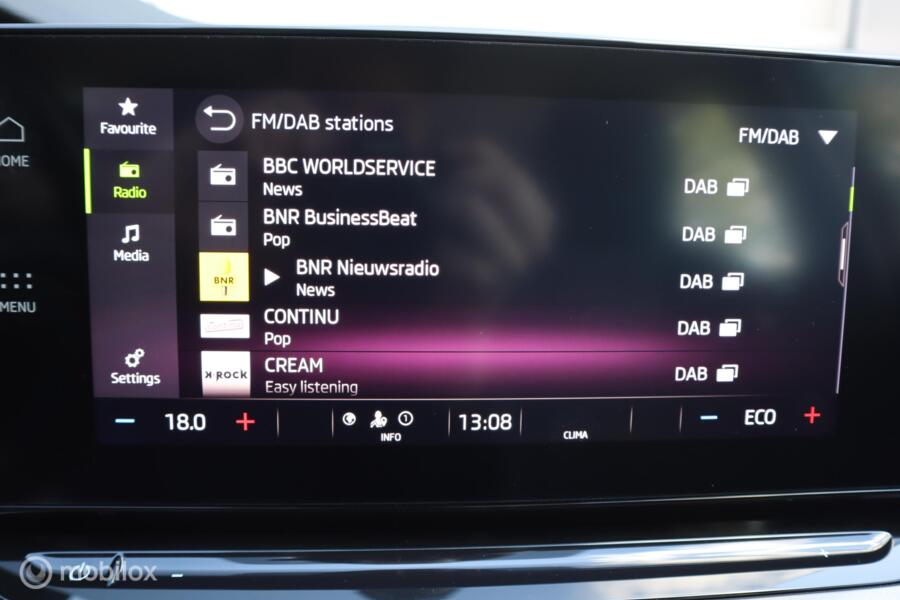 HOME
MENU
Favourite
Radio
Media
Settings
FM/DAB stations
FM/DAB
BBC WORLDSERVICE
News
DAB
BNR BusinessBeat
Pop
DAB
BNR
BNR Nieuwsradio
News
DAB
CONTINU
Pop
DAB
K ROCK
CREAM
Easy listening
DAB
− 18.0 +
1
INFO
13:08
CLIMA
− ECO +
mobilox